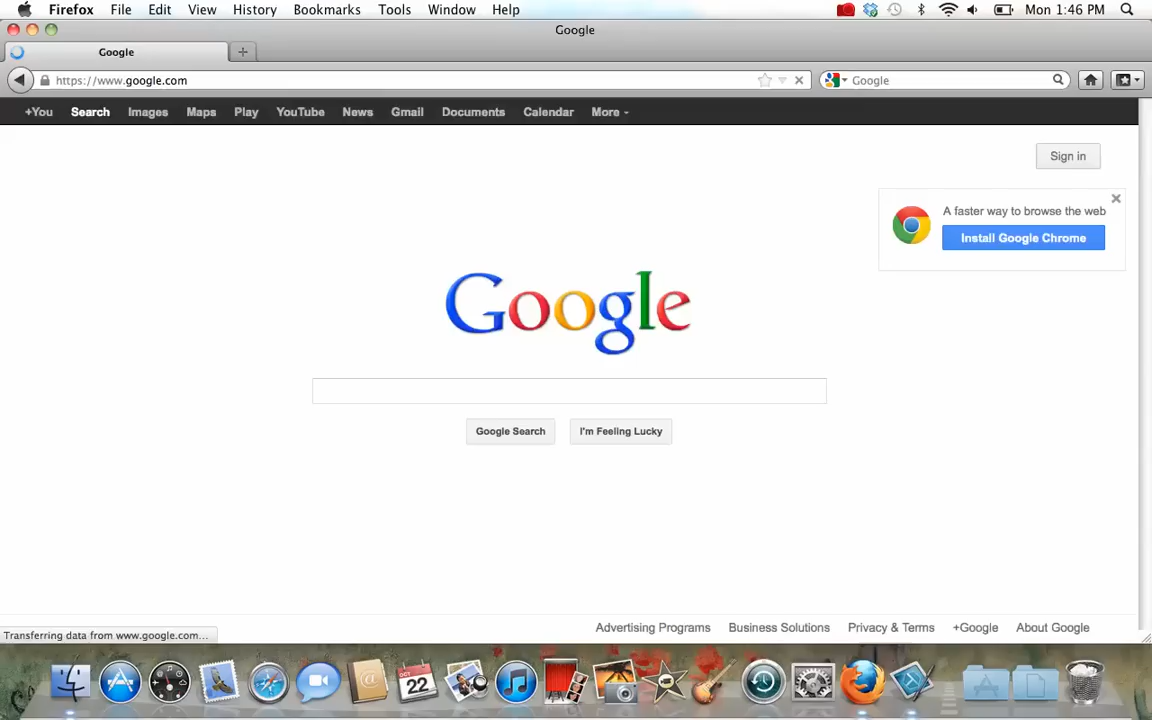 Firefox File Edit View History Bookmarks Tools Window Help Mon 1:46 PM
Google
Google
https://www.google.com Google
+You Search Images Maps Play YouTube News Gmail Documents Calendar More
Sign in
A faster way to browse the web
Install Google Chrome
Google
Google Search I'm Feeling Lucky
Advertising Programs Business Solutions Privacy & Terms +Google About Google
Transferring data from www.google.com...
22